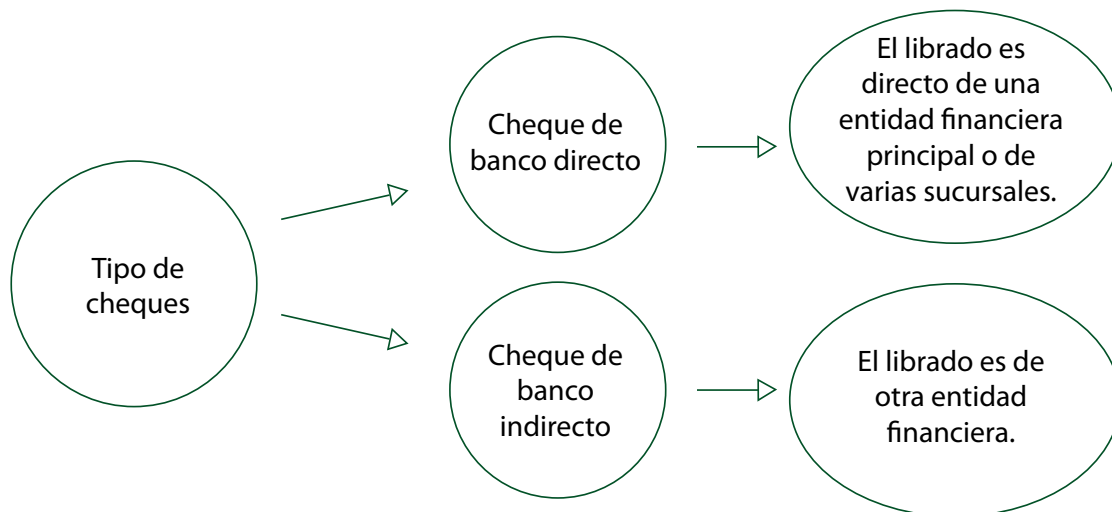 Tipo de
cheques
Cheque de
banco directo
El librado es
directo de una
entidad financiera
principal o de
varias sucursales.
Cheque de
banco
indirecto
El librado es de
otra entidad
financiera.